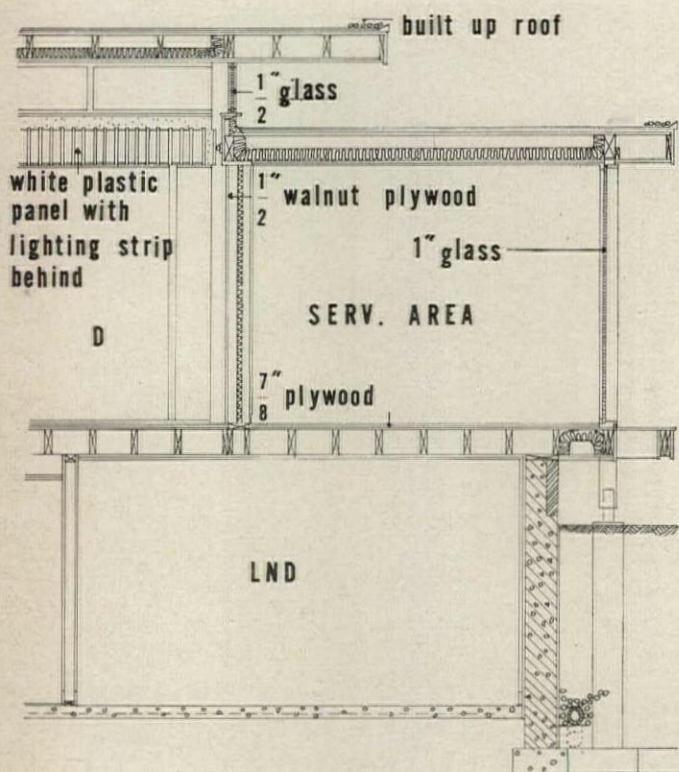 built up roof
1/2" glass
white plastic
panel with
lighting strip
behind
1/2" walnut plywood
1" glass
SERV. AREA
D
7/8" plywood
LND